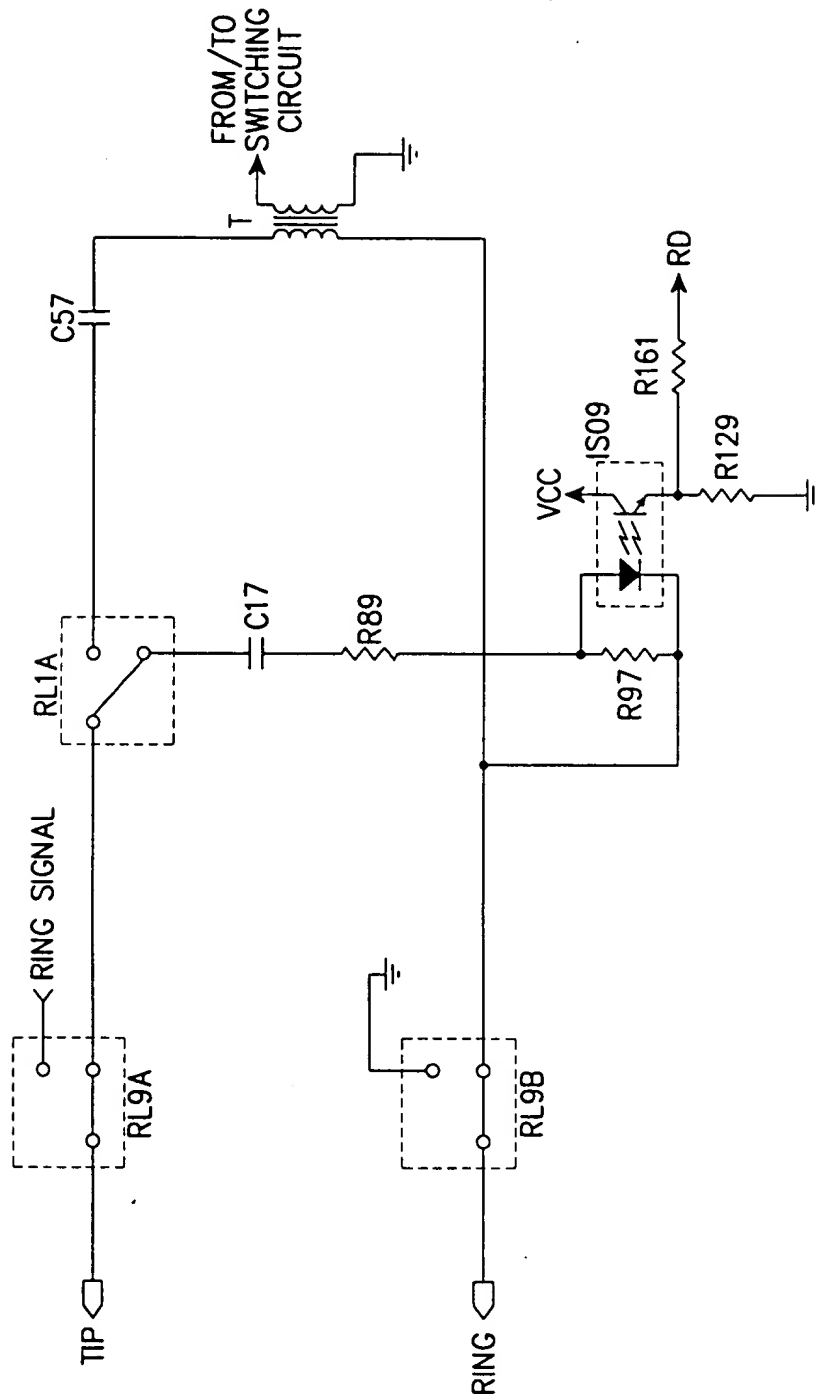 TIP
RL9A
RING SIGNAL
RL1A
C57
T
FROM/TO
SWITCHING
CIRCUIT
C17
R89
RING
RL9B
R97
VCC
IS09
R161
RD
R129